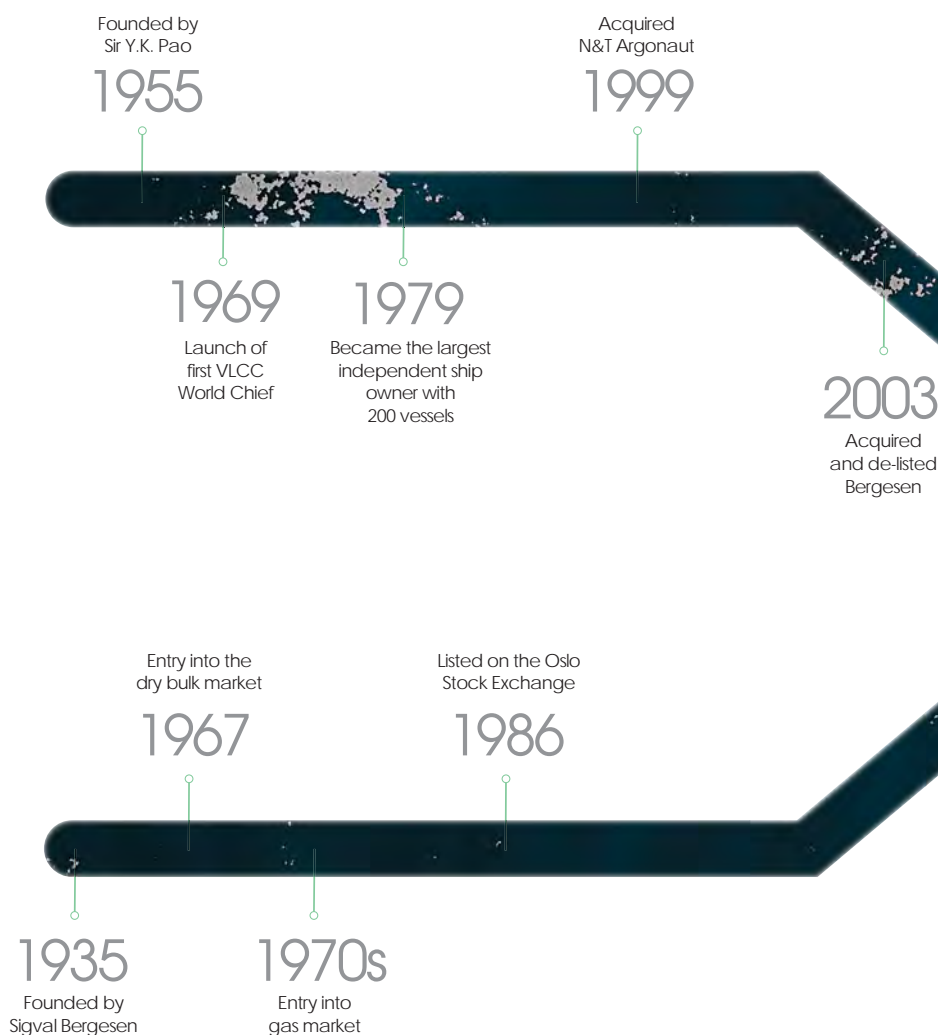 Founded by
Sir Y.K. Pao
1955
Acquired
N&T Argonaut
1999
1969
Launch of
first VLCC
World Chief
1979
Became the largest
independent ship
owner with
200 vessels
2003
Acquired
and de-listed
Bergesen
Entry into the
dry bulk market
1967
Listed on the Oslo
Stock Exchange
1986
1935
Founded by
Sigval Bergesen
1970s
Entry into
gas market